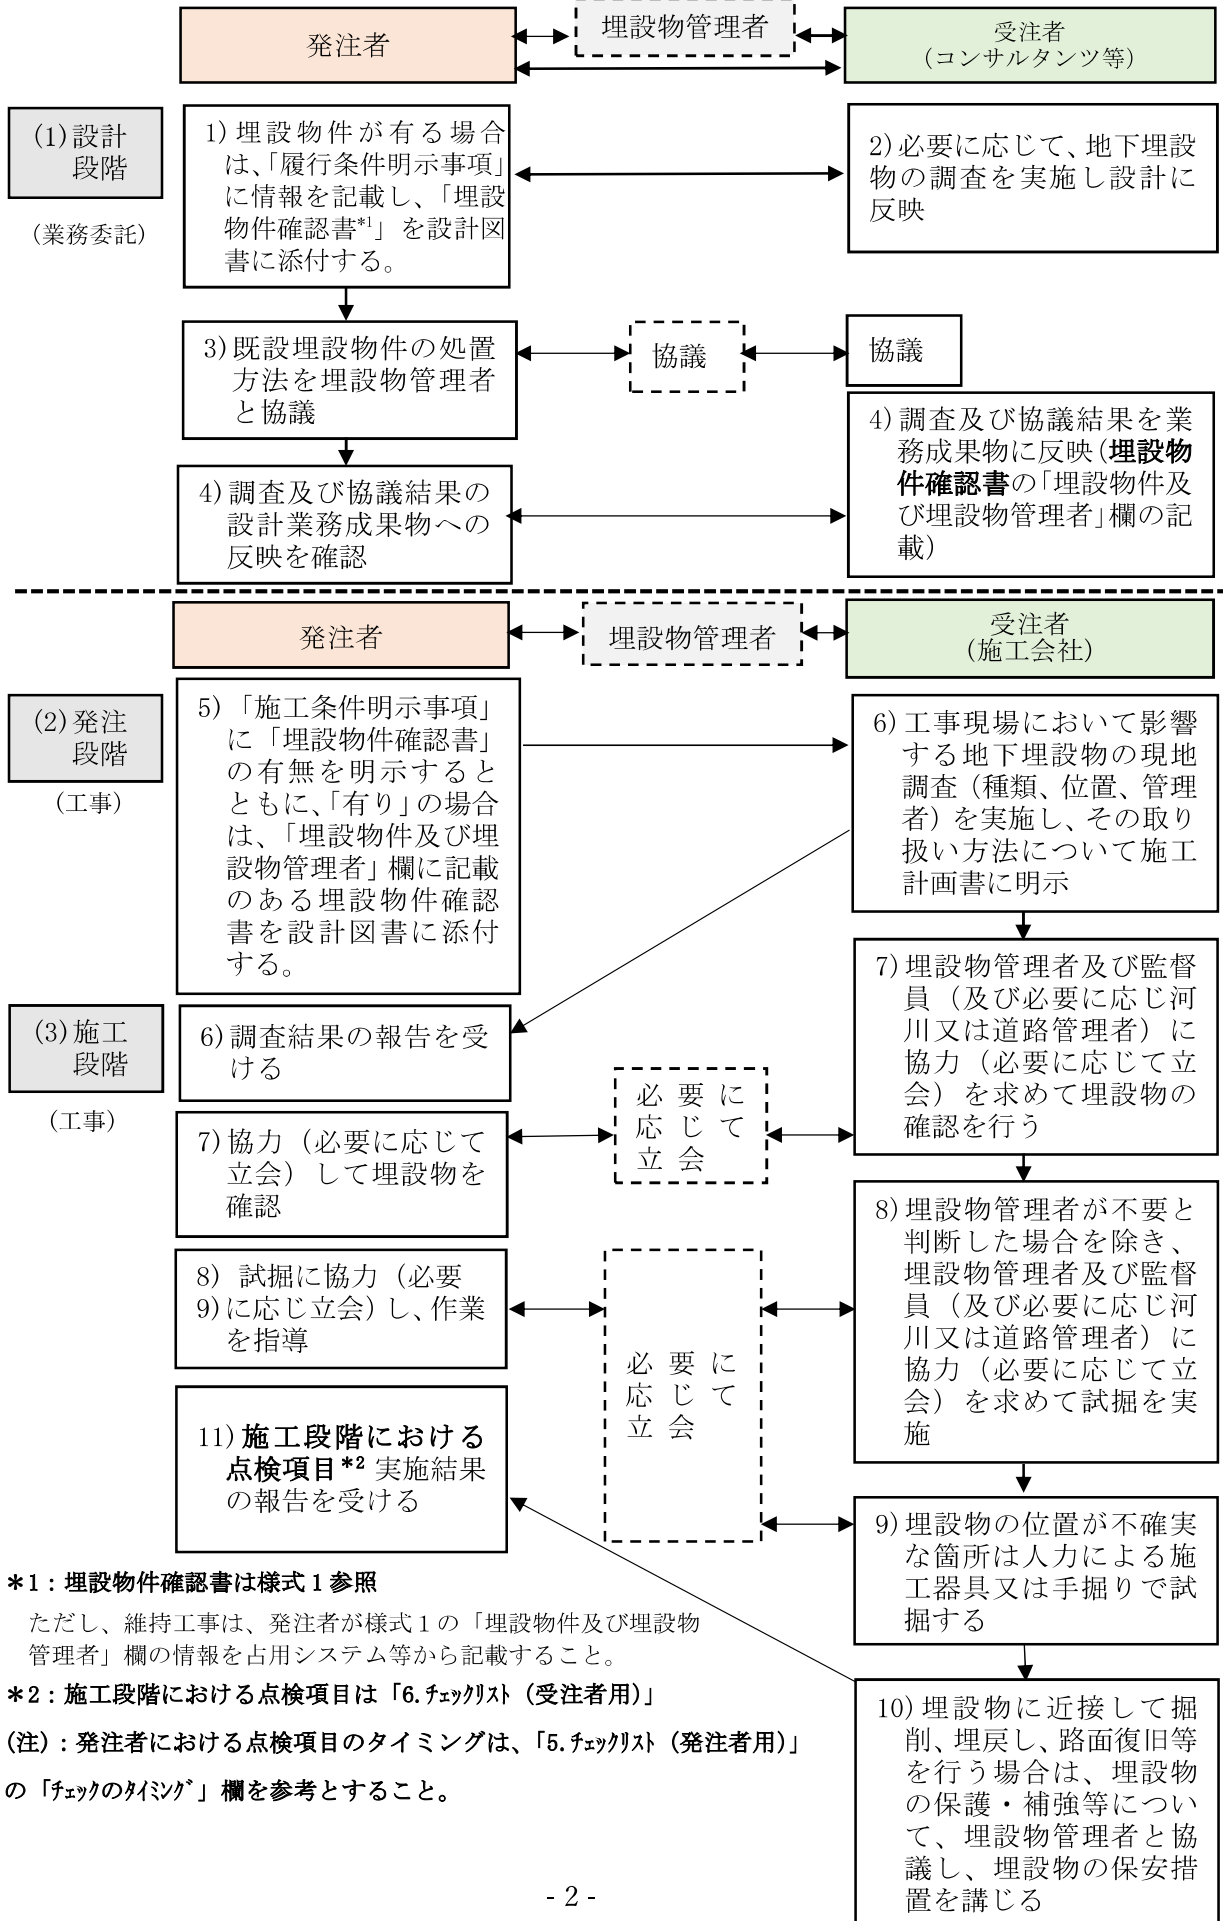 発注者
埋設物管理者
受注者
(コンサルタンツ等)
(1)設計
段階
(業務委託)
1)埋設物件が有る場合
は、「履行条件明示事項」
に情報を記載し、「埋設
物件確認書*1」を設計図
書に添付する。
2)必要に応じて、地下埋設
物の調査を実施し設計に
反映
3)既設埋設物件の処置
方法を埋設物管理者
と協議
協議
協議
4)調査及び協議結果の
設計業務成果物への
反映を確認
4)調査及び協議結果を業
務成果物に反映(埋設物
件確認書の「埋設物件及
び埋設物管理者」欄の記
載)
発注者
埋設物管理者
受注者
(施工会社)
(2)発注
段階
(工事)
5)「施工条件明示事項」
に「埋設物件確認書」
の有無を明示すると
ともに、「有り」の場合
は、「埋設物件及び埋
設物管理者」欄に記載
のある埋設物件確認
書を設計図書に添付
する。
6)工事現場において影響
する地下埋設物の現地
調査(種類、位置、管理
者)を実施し、その取り
扱い方法について施工
計画書に明示
(3)施工
段階
(工事)
6)調査結果の報告を受
ける
7)埋設物管理者及び監督
員(及び必要に応じ河
川又は道路管理者)に
協力(必要に応じて立
会)を求めて埋設物の
確認を行う
7)協力(必要に応じて
立会)して埋設物を
確認
必要に
応じて
立会
8) 試掘に協力(必要
9)に応じ立会)し、作業
を指導
必要に
応じて
立会
8)埋設物管理者が不要と
判断した場合を除き、
埋設物管理者及び監督
員(及び必要に応じ河
川又は道路管理者)に
協力(必要に応じて立
会)を求めて試掘を実
施
11)施工段階における
点検項目*2 実施結果
の報告を受ける
9)埋設物の位置が不確実
な箇所は人力による施
工器具又は手掘りで試
掘する
10)埋設物に近接して掘
削、埋戻し、路面復旧等
を行う場合は、埋設物
の保護・補強等につい
て、埋設物管理者と協
議し、埋設物の保安措
置を講じる
*1：埋設物件確認書は様式1参照
ただし、維持工事は、発注者が様式1の「埋設物件及び埋設物
管理者」欄の情報を占用システム等から記載すること。
*2：施工段階における点検項目は「6.ﾁｪｯｸﾘｽﾄ（受注者用）」
(注)：発注者における点検項目のタイミングは、「5.ﾁｪｯｸﾘｽﾄ（発注者用）」
の「ﾁｪｯｸのﾀｲﾐﾝｸﾞ」欄を参考とすること。
- 2 -